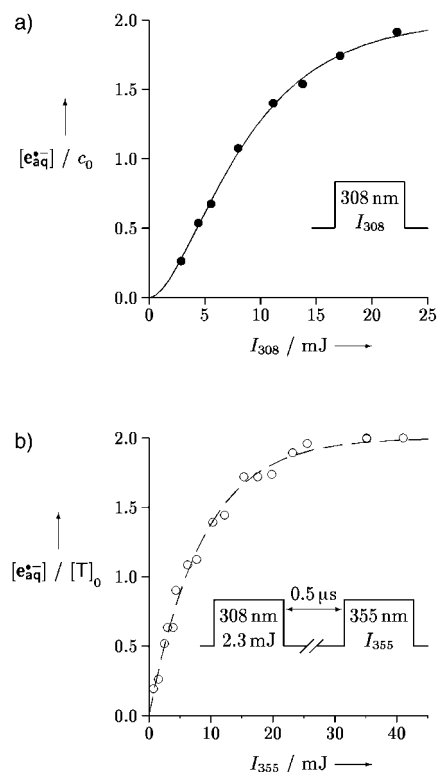 a)
2.0
1.5
[e•−aq] / c0
1.0
0.5
0.0
308 nm
I308
0 5 10 15 20 25
I308 / mJ ⟶
b)
2.0
1.5
[e•−aq] / [T]0
1.0
0.5
0.0
0.5 µs
308 nm 355 nm
2.3 mJ I355
0 10 20 30 40
I355 / mJ ⟶